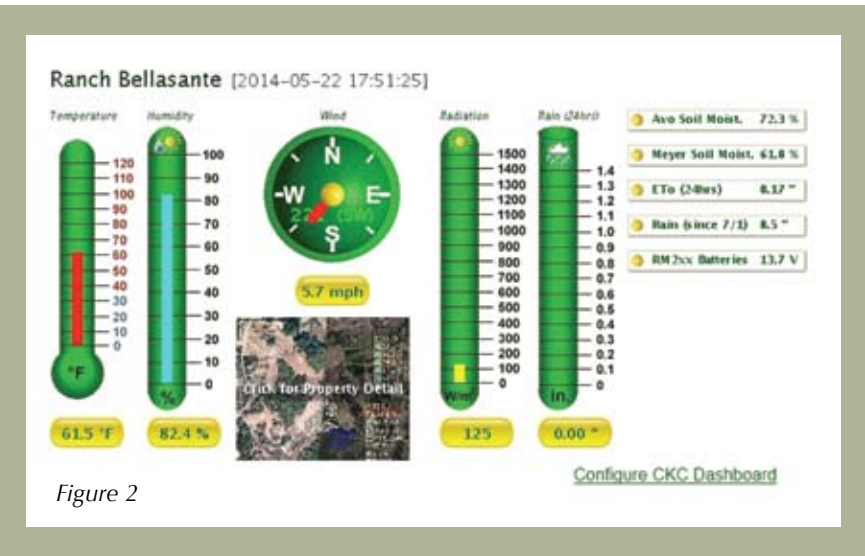 Ranch Bellasante [2014-05-22 17:51:25]
Temperature
Humidity
Wind
Radiation
Rain (24hrs)
120
110
100
90
80
70
60
50
40
30
20
10
0
°F
61.5 °F
100
90
80
70
60
50
40
30
20
10
0
%
82.4 %
N
W
E
S
(SW)
5.7 mph
Click for Property Detail
1500
1400
1300
1200
1100
1000
900
800
700
600
500
400
300
200
100
0
W/m²
125
1.4
1.3
1.2
1.1
1.0
0.9
0.8
0.7
0.6
0.5
0.4
0.3
0.2
0.1
0
in.
0.00 "
Avo Soil Moist. 72.3 %
Meyer Soil Moist. 61.8 %
ETo (24hrs) 0.17 "
Rain (since 7/1) 8.5 "
RM2xx Batteries 13.7 V
Configure CKC Dashboard
Figure 2